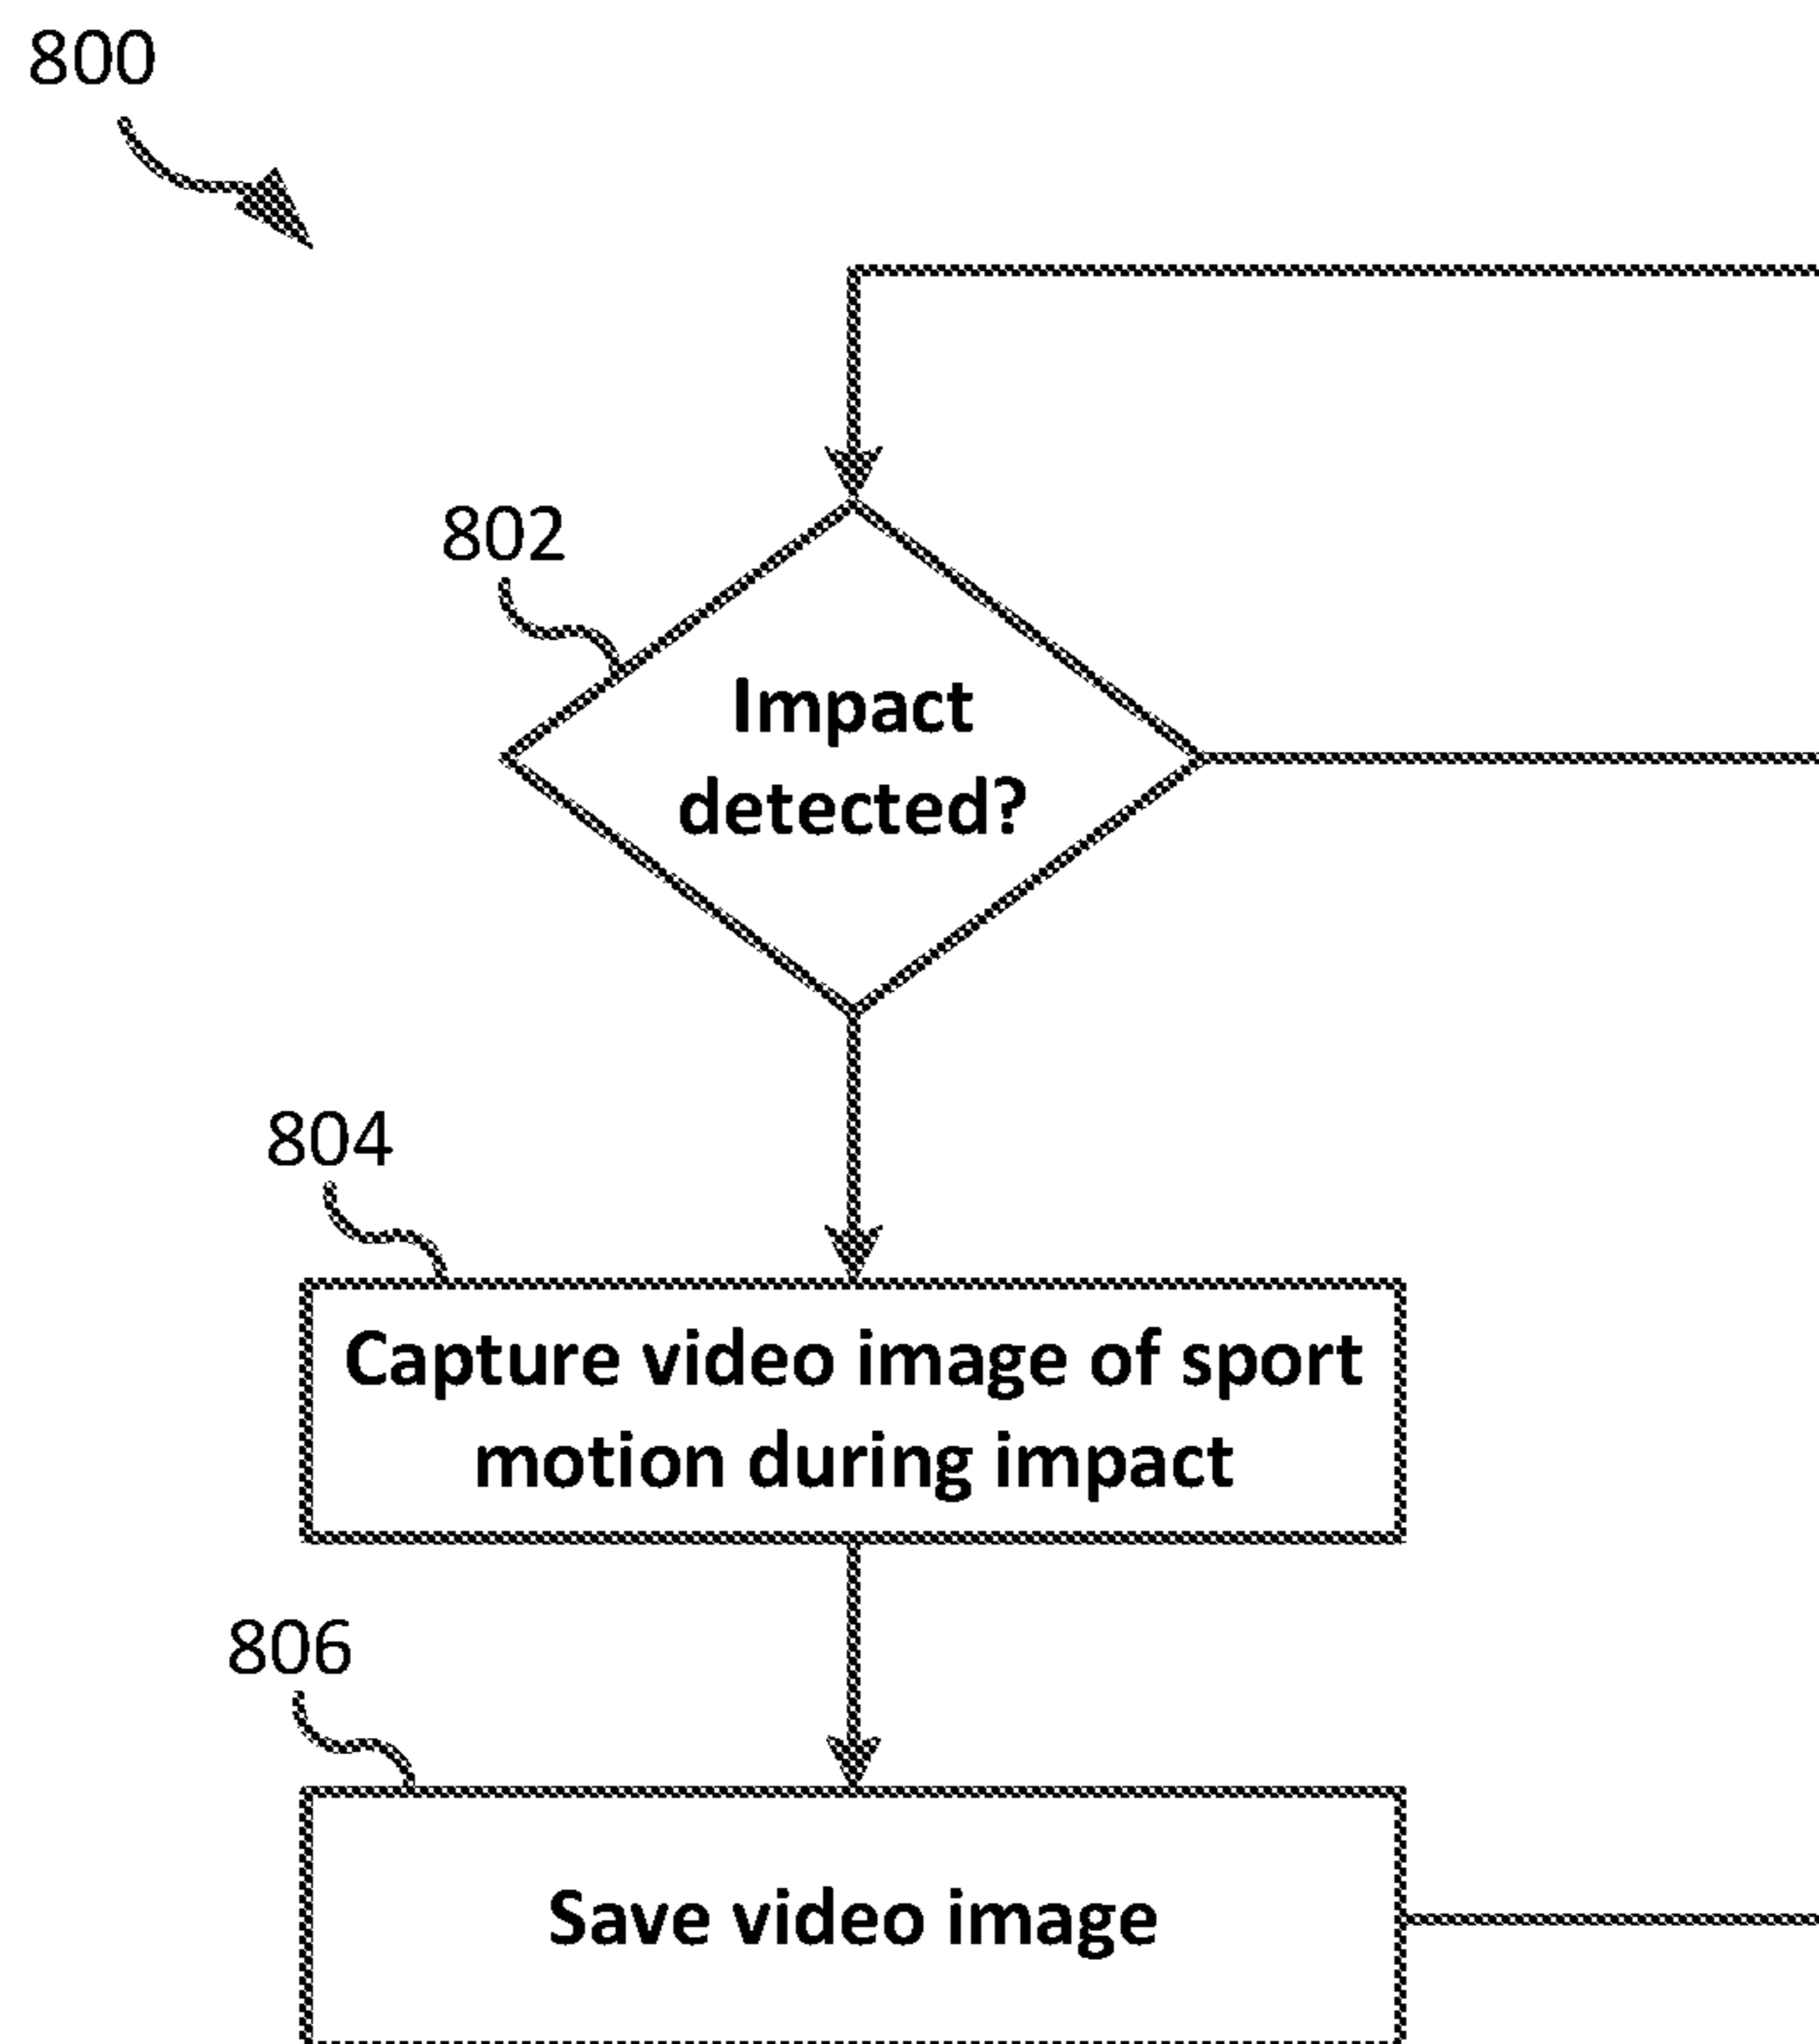 800
802
Impact
detected?
804
Capture video image of sport
motion during impact
806
Save video image